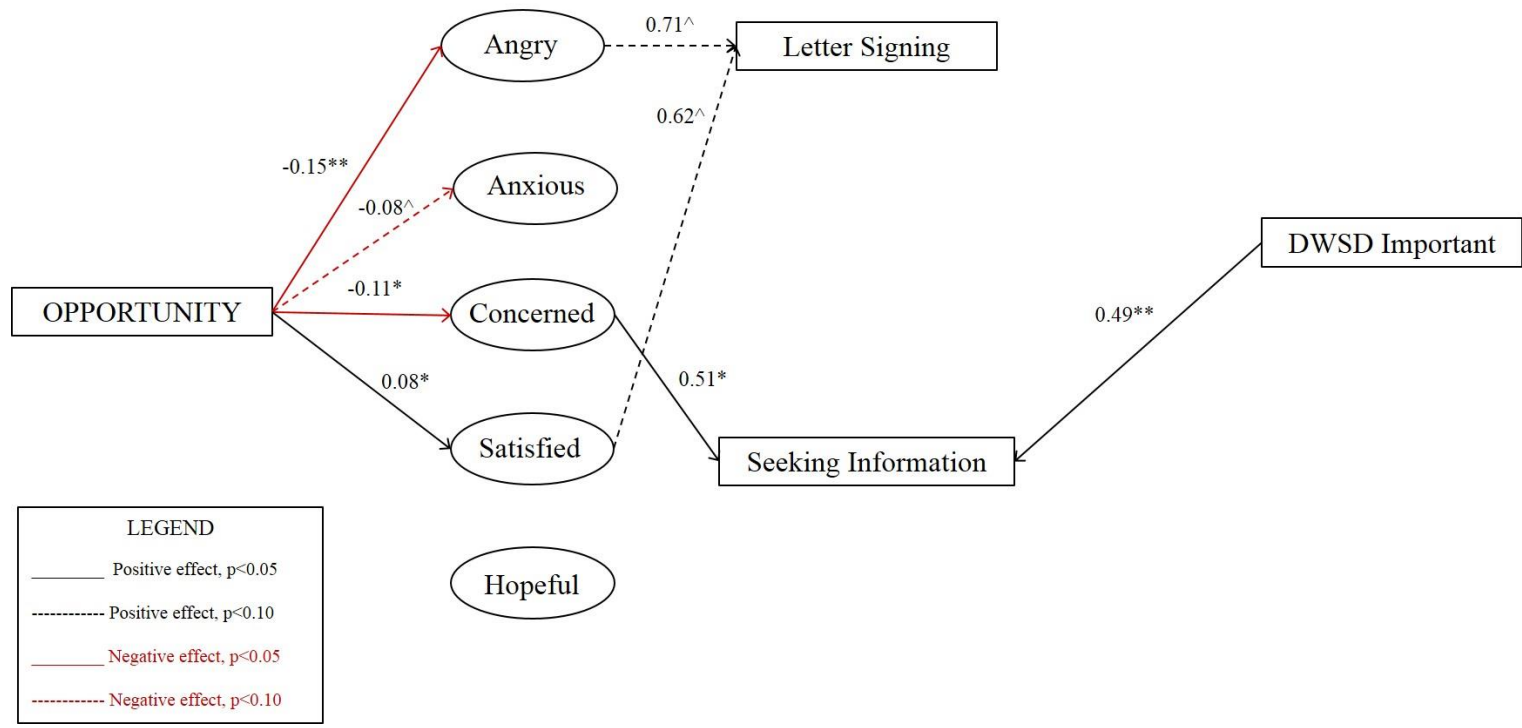 Angry
0.71^
Letter Signing
0.62^
-0.15**
Anxious
-0.08^
DWSD Important
OPPORTUNITY
-0.11*
Concerned
0.49**
0.08*
0.51*
Satisfied
Seeking Information
Hopeful
LEGEND
Positive effect, p<0.05
Positive effect, p<0.10
Negative effect, p<0.05
Negative effect, p<0.10